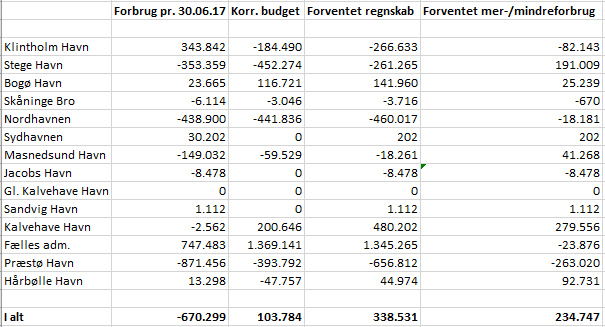 Forbrug pr. 30.06.17 Korr. budget Forventet regnskab Forventet mer-/mindreforbrug
Klintholm Havn 343.842 -184.490 -266.633 -82.143
Stege Havn -353.359 -452.274 -261.265 191.009
Bogø Havn 23.665 116.721 141.960 25.239
Skåninge Bro -6.114 -3.046 -3.716 -670
Nordhavnen -438.900 -441.836 -460.017 -18.181
Sydhavnen 30.202 0 202 202
Masnedsund Havn -149.032 -59.529 -18.261 41.268
Jacobs Havn -8.478 0 -8.478 -8.478
Gl. Kalvehave Havn 0 0 0 0
Sandvig Havn 1.112 0 1.112 1.112
Kalvehave Havn -2.562 200.646 480.202 279.556
Fælles adm. 747.483 1.369.141 1.345.265 -23.876
Præstø Havn -871.456 -393.792 -656.812 -263.020
Hårbølle Havn 13.298 -47.757 44.974 92.731
I alt -670.299 103.784 338.531 234.747